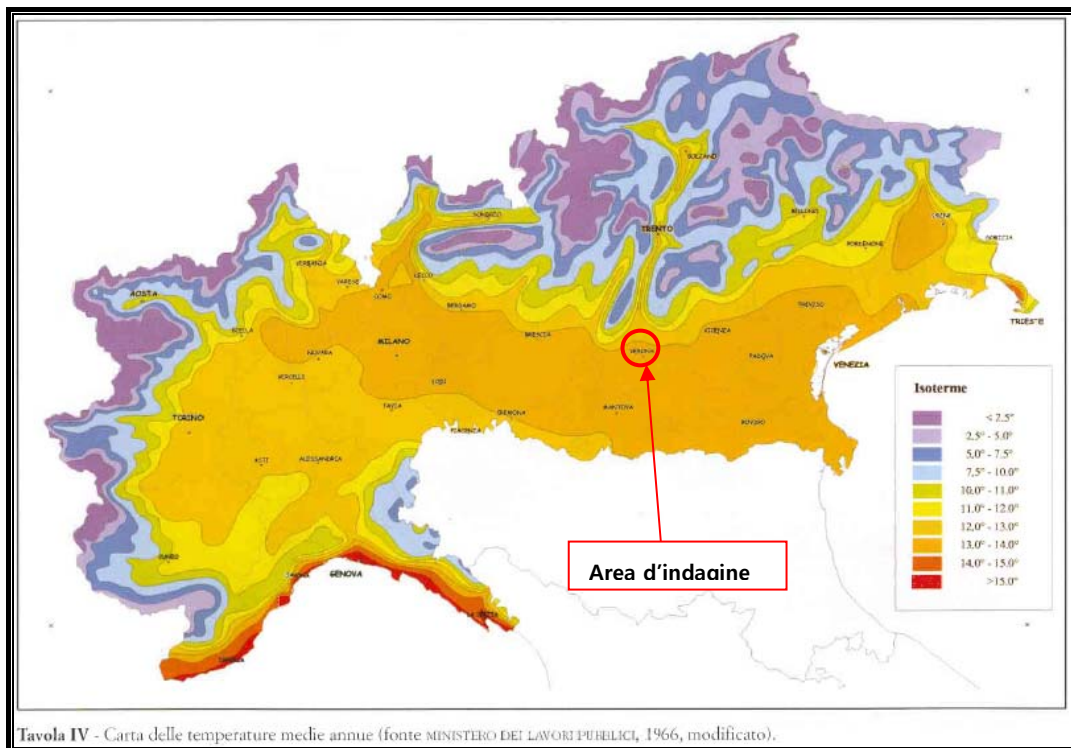 BOLZANO
SONDRIO
TRENTO
BELLUNO
UDINE
PORDENONE
GORIZIA
VERBANIA
LECCO
AOSTA
VARESE
COMO
BERGAMO
TREVISO
TRIESTE
BIELLA
BRESCIA
VICENZA
MILANO
VERONA
NOVARA
PADOVA
VENEZIA
VERCELLI
LODI
PAVIA
MANTOVA
CREMONA
TORINO
ROVIGO
PIACENZA
ASTI
ALESSANDRIA
CUNEO
GENOVA
SAVONA
LA SPEZIA
Isoterme
< 2.5°
2,5° - 5.0°
5,0° - 7.5°
7,5° - 10.0°
10.0° - 11.0°
11.0° - 12.0°
12.0° - 13.0°
13.0° - 14.0°
14.0° - 15.0°
>15.0°
Area d'indagine
Tavola IV - Carta delle temperature medie annue (fonte MINISTERO DEI LAVORI PUBBLICI, 1966, modificato).